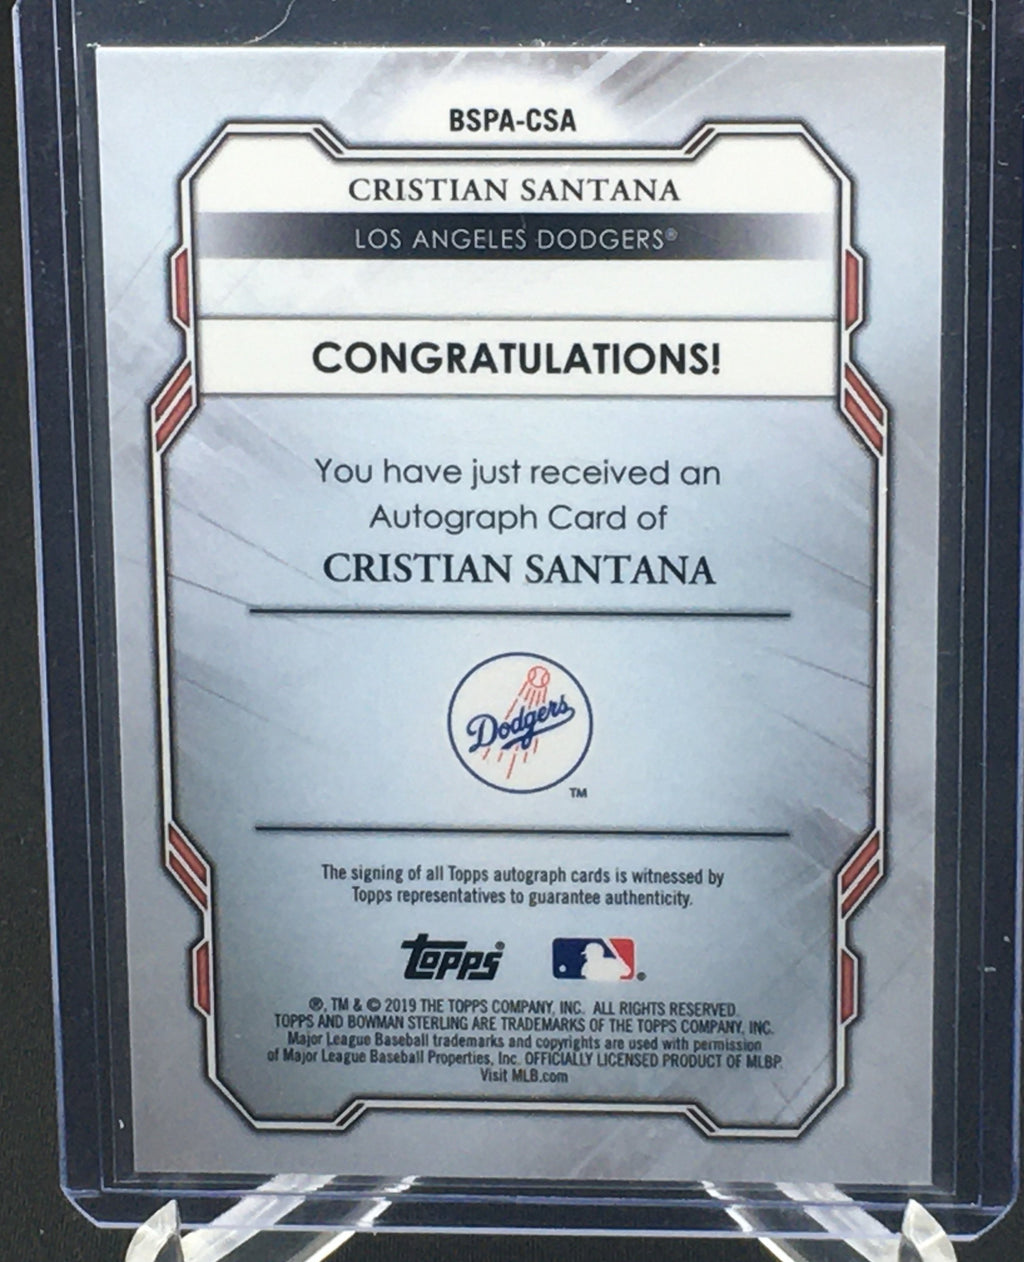 BSPA-CSA
CRISTIAN SANTANA
LOS ANGELES DODGERS®
CONGRATULATIONS!
You have just received an
Autograph Card of
CRISTIAN SANTANA
Dodgers
TM
The signing of all Topps autograph cards is witnessed by
Topps representatives to guarantee authenticity.
topps®
®
®, TM & © 2019 THE TOPPS COMPANY, INC. ALL RIGHTS RESERVED.
TOPPS AND BOWMAN STERLING ARE TRADEMARKS OF THE TOPPS COMPANY, INC.
Major League Baseball trademarks and copyrights are used with permission
of Major League Baseball Properties, Inc. OFFICIALLY LICENSED PRODUCT OF MLBP.
Visit MLB.com